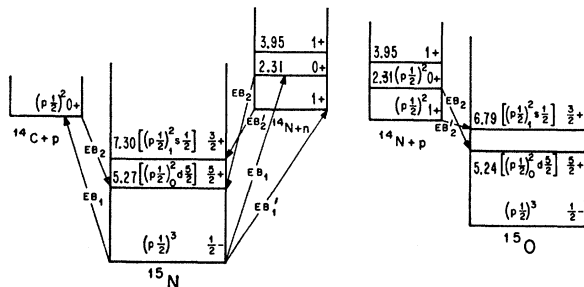 (p½)² 0+
¹⁴C+p
EB₁
EB₂
7.30 [(p½)²₁ s½] 3/2+
5.27 [(p½)²₀ d5/2] 5/2+
(p½)³ ½-
¹⁵N
3.95 1+
2.31 0+
1+
¹⁴N+n
EB₂
EB₂'
EB₁
EB₁'
3.95 1+
2.31 (p½)² 0+
(p½)² 1+
¹⁴N+p
EB₂
EB₂'
6.79 [(p½)²₁ s½] 3/2+
5.24 [(p½)²₀ d5/2] 5/2+
(p½)³ ½-
¹⁵O